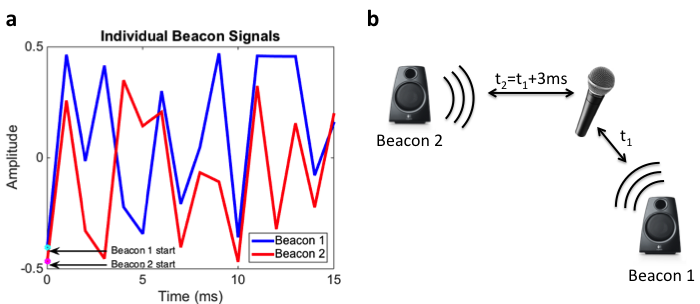 a
Individual Beacon Signals
0.5
0
-0.5
Amplitude
Beacon 1 start
Beacon 2 start
Beacon 1
Beacon 2
0 5 10 15
Time (ms)
b
t₂=t₁+3ms
Beacon 2
t₁
Beacon 1